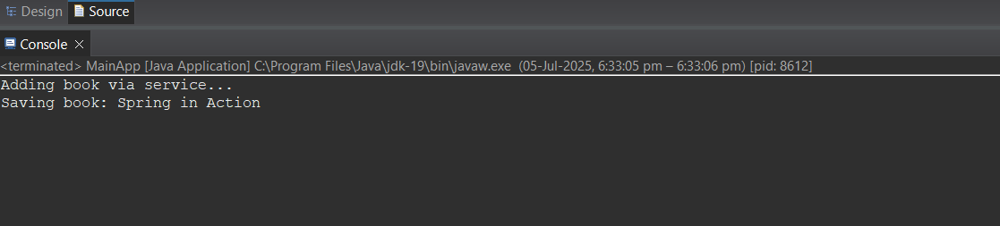 Design Source
Console
<terminated> MainApp [Java Application] C:\Program Files\Java\jdk-19\bin\javaw.exe (05-Jul-2025, 6:33:05 pm – 6:33:06 pm) [pid: 8612]
Adding book via service...
Saving book: Spring in Action